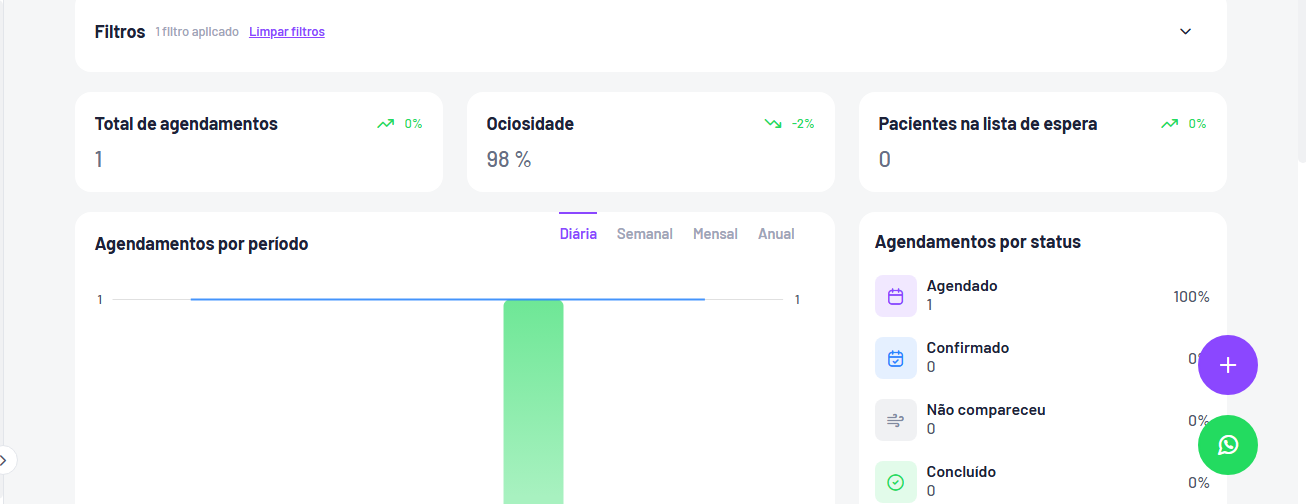 Filtros 1 filtro aplicado Limpar filtros
Total de agendamentos 0%
1
Ociosidade -2%
98 %
Pacientes na lista de espera 0%
0
Agendamentos por período
Diária Semanal Mensal Anual
1 1
Agendamentos por status
Agendado
1
100%
Confirmado
0
Não compareceu
0
0%
Concluído
0
0%